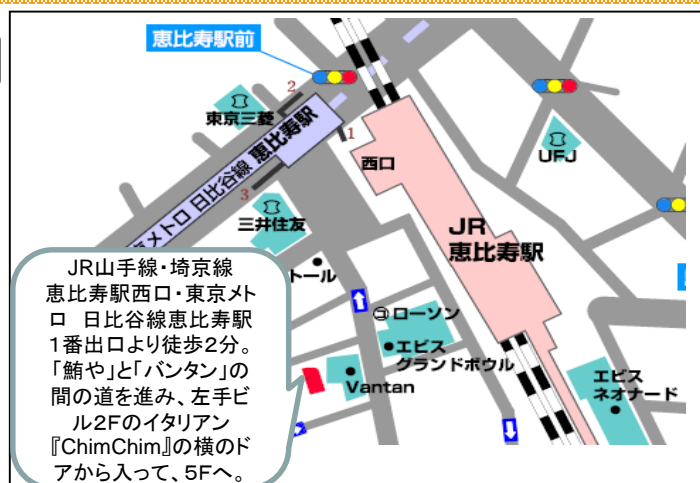 恵比寿駅前
2
東京三菱
1
西口
UFJ
メトロ 日比谷線 恵比寿駅
3
三井住友
JR
恵比寿駅
トール
ローソン
エビス
グランドボウル
Vantan
エビス
ネオナード
JR山手線・埼京線
恵比寿駅西口・東京メト
ロ 日比谷線恵比寿駅
1番出口より徒歩2分。
「鮪や」と「バンタン」の
間の道を進み、左手ビ
ル2Fのイタリアン
『ChimChim』の横のド
アから入って、5Fへ。